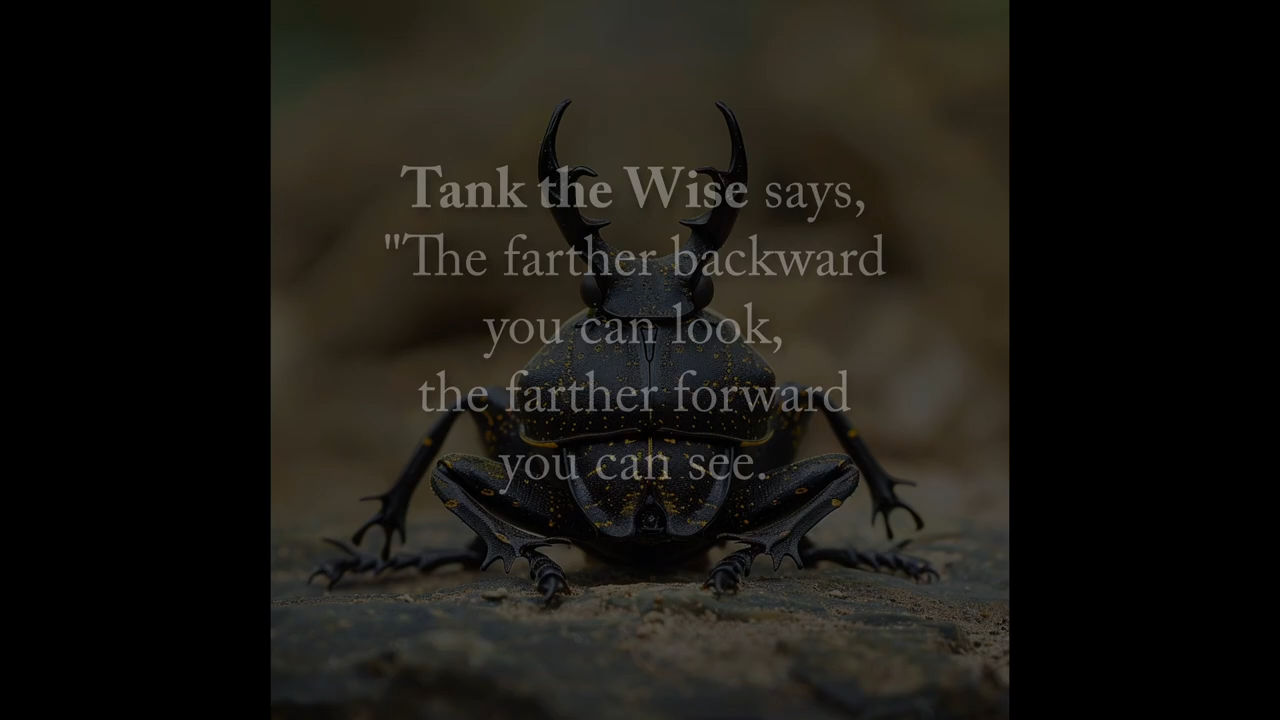 Tank the Wise says,
"The farther backward
you can look,
the farther forward
you can see.